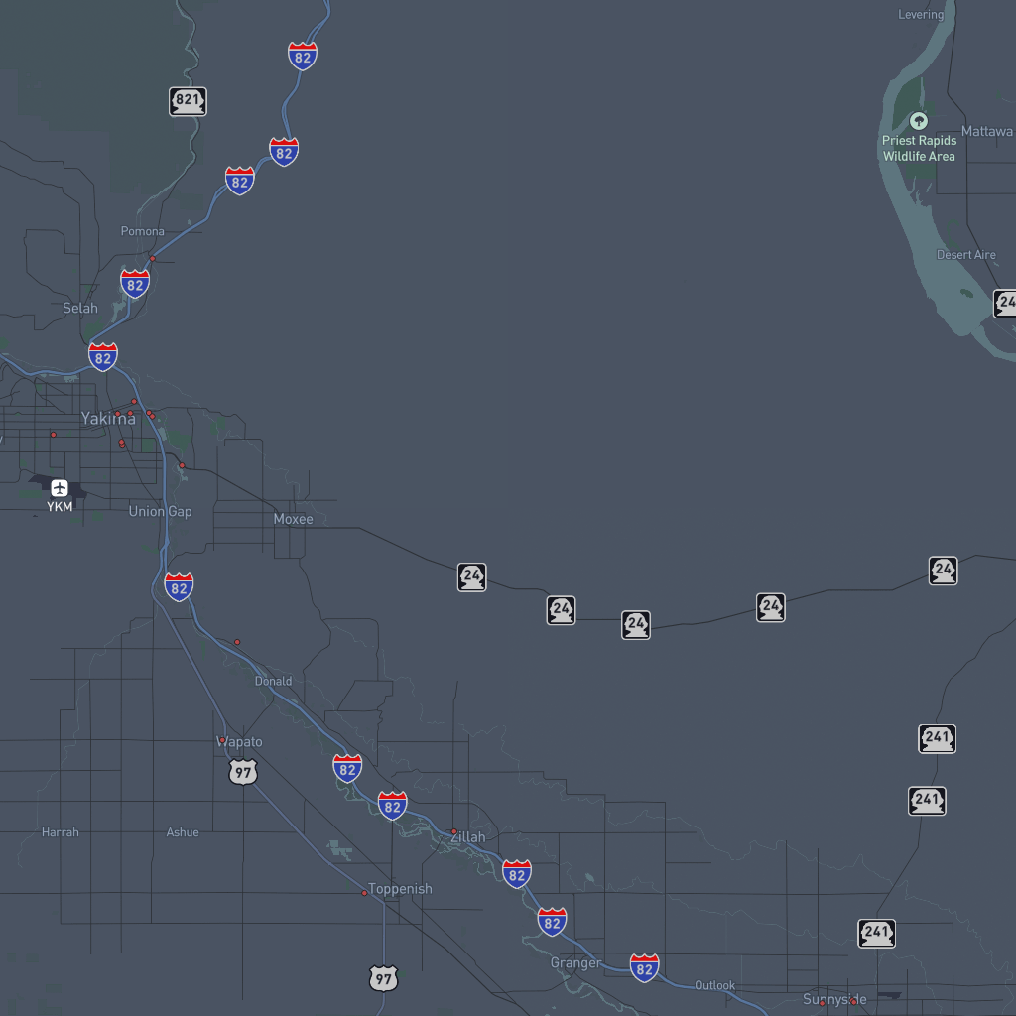 Levering
82
821
Mattawa
Priest Rapids
Wildlife Area
82
82
Pomona
Desert Aire
82
Selah
24
82
Yakima
YKM
Union Gap
Moxee
24
24
82
24
24
24
Donald
Wapato
241
82
97
241
82
Harrah
Ashue
Zillah
82
Toppenish
82
241
Granger
82
97
Outlook
Sunnyside